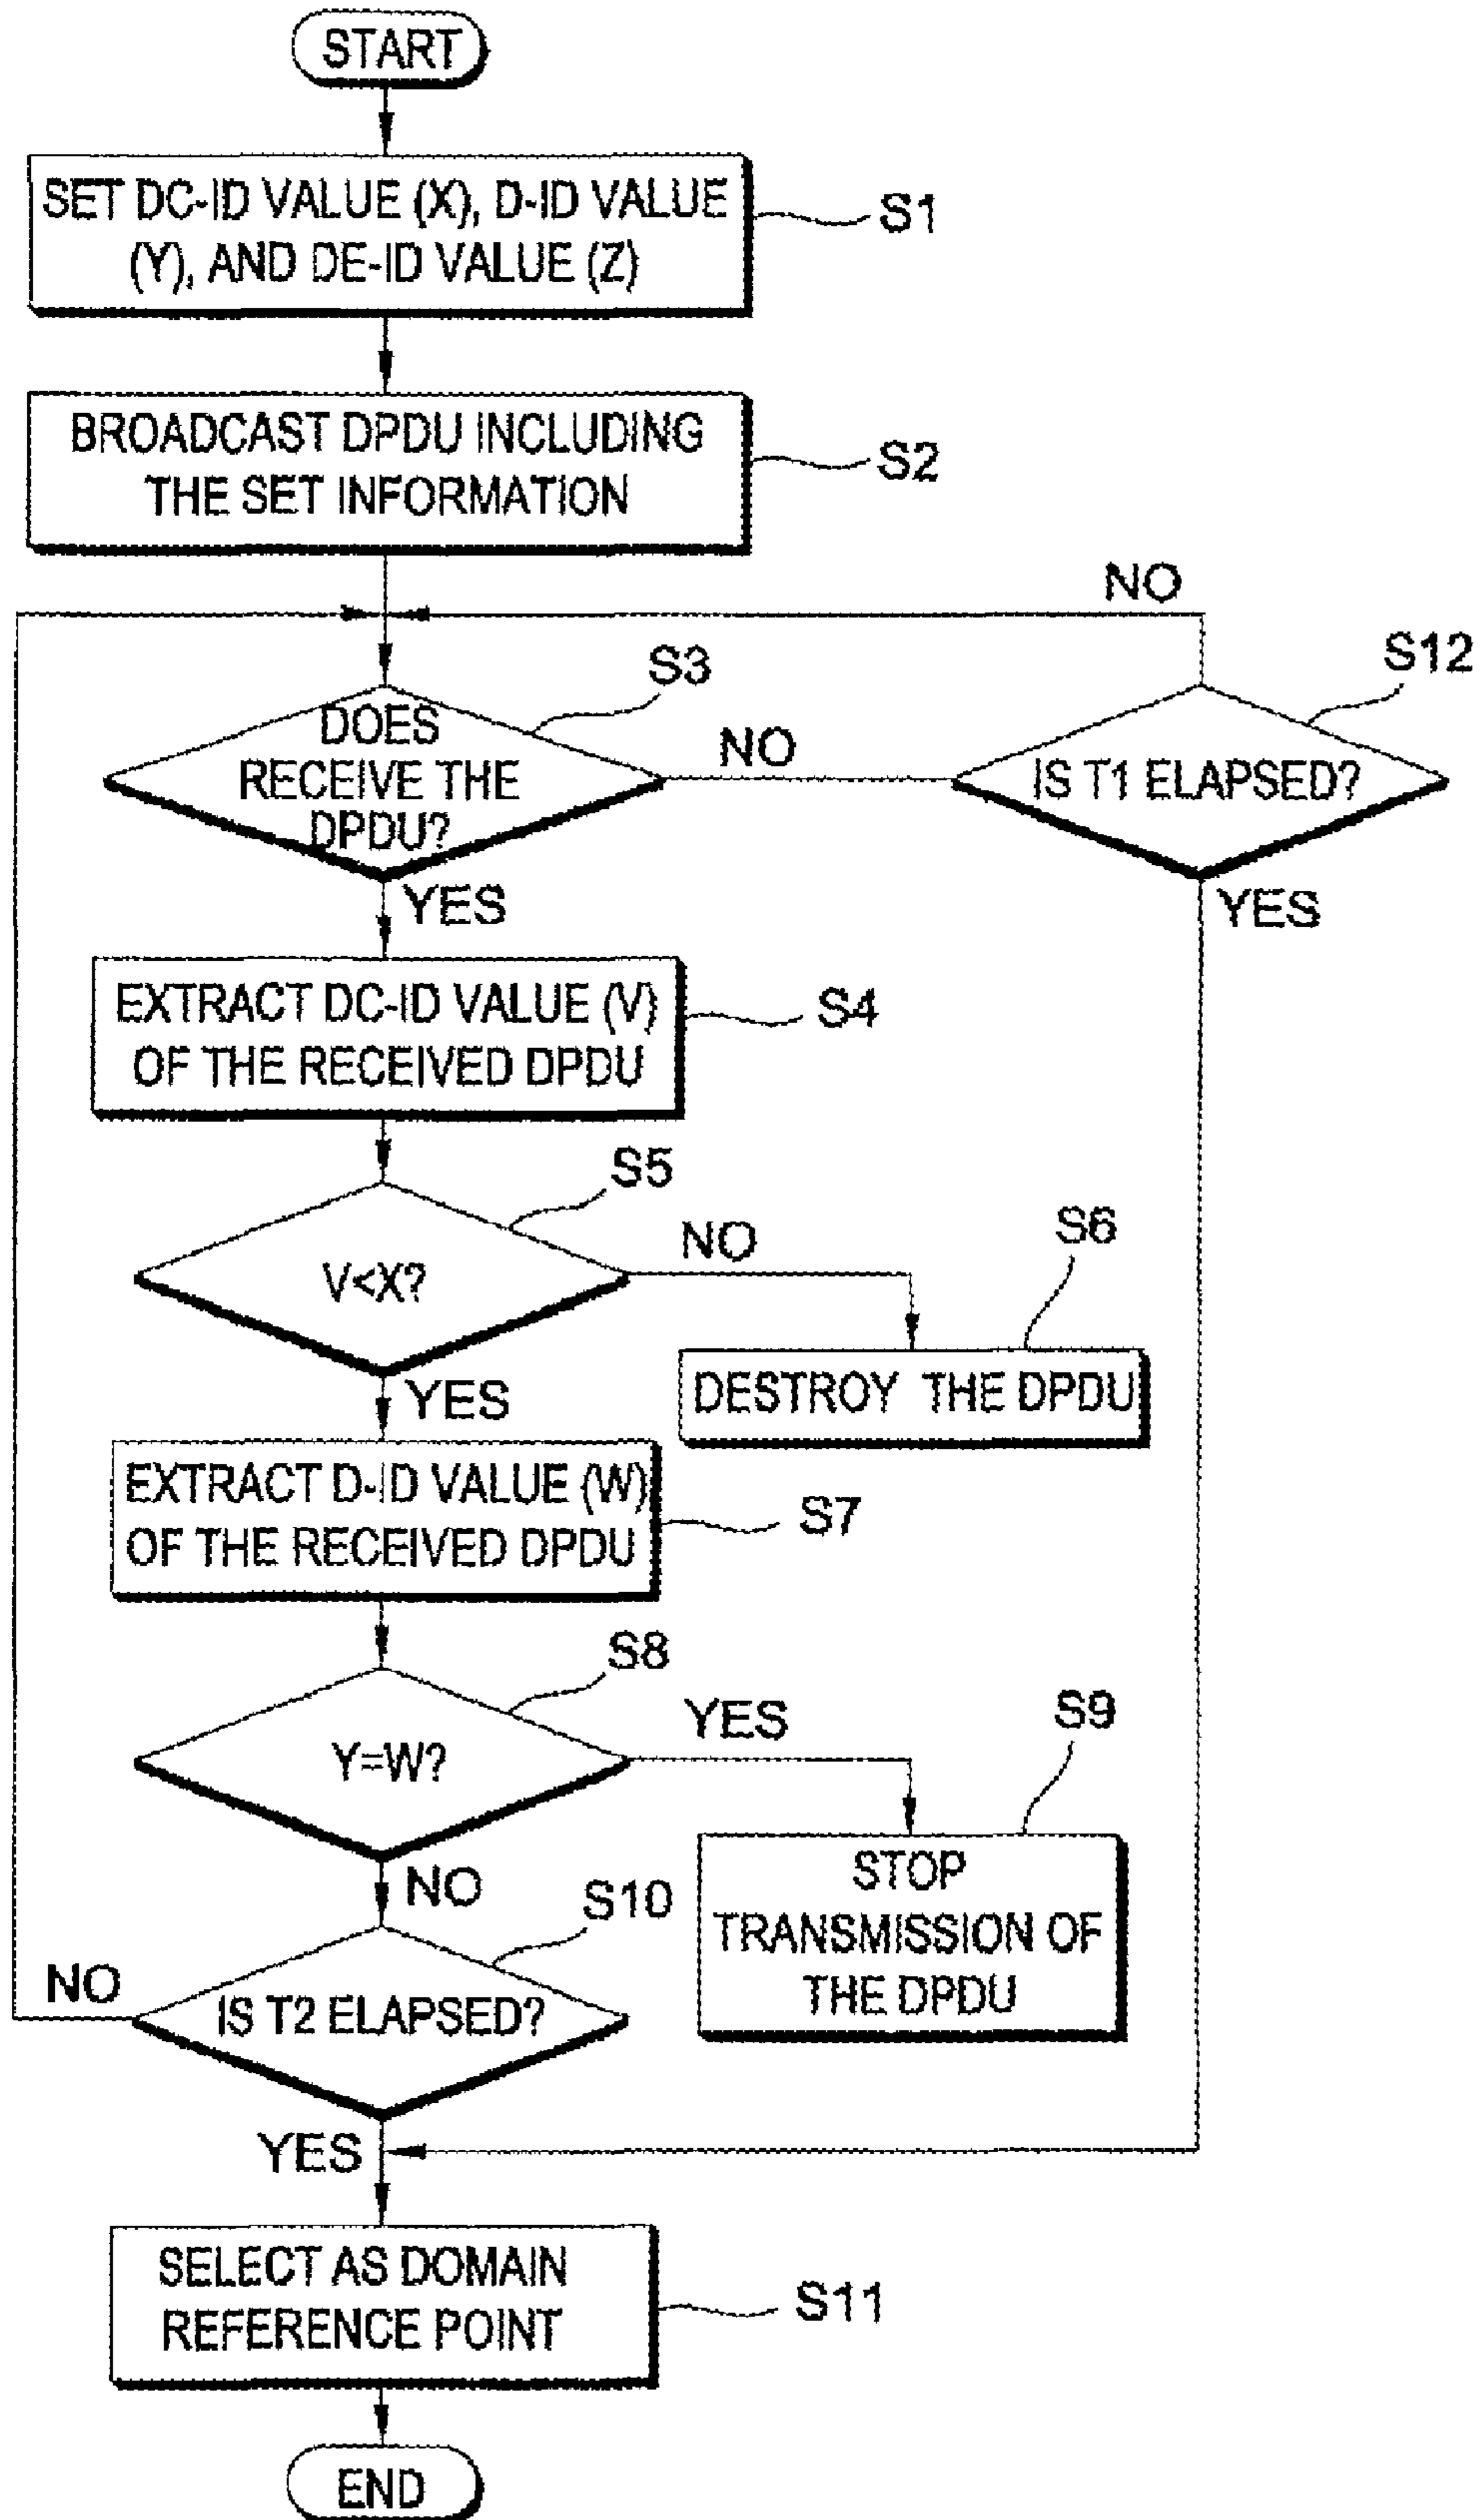 START
SET DC-ID VALUE (X), D-ID VALUE
(Y), AND DE-ID VALUE (Z)
S1
BROADCAST DPDU INCLUDING
THE SET INFORMATION
S2
NO
S12
S3
DOES
RECEIVE THE
DPDU?
NO
IS T1 ELAPSED?
YES
YES
EXTRACT DC-ID VALUE (V)
OF THE RECEIVED DPDU
S4
S5
V<X?
NO
S6
DESTROY THE DPDU
YES
EXTRACT D-ID VALUE (W)
OF THE RECEIVED DPDU
S7
S8
Y=W?
YES
S9
STOP
TRANSMISSION OF
THE DPDU
NO
S10
NO
IS T2 ELAPSED?
YES
SELECT AS DOMAIN
REFERENCE POINT
S11
END